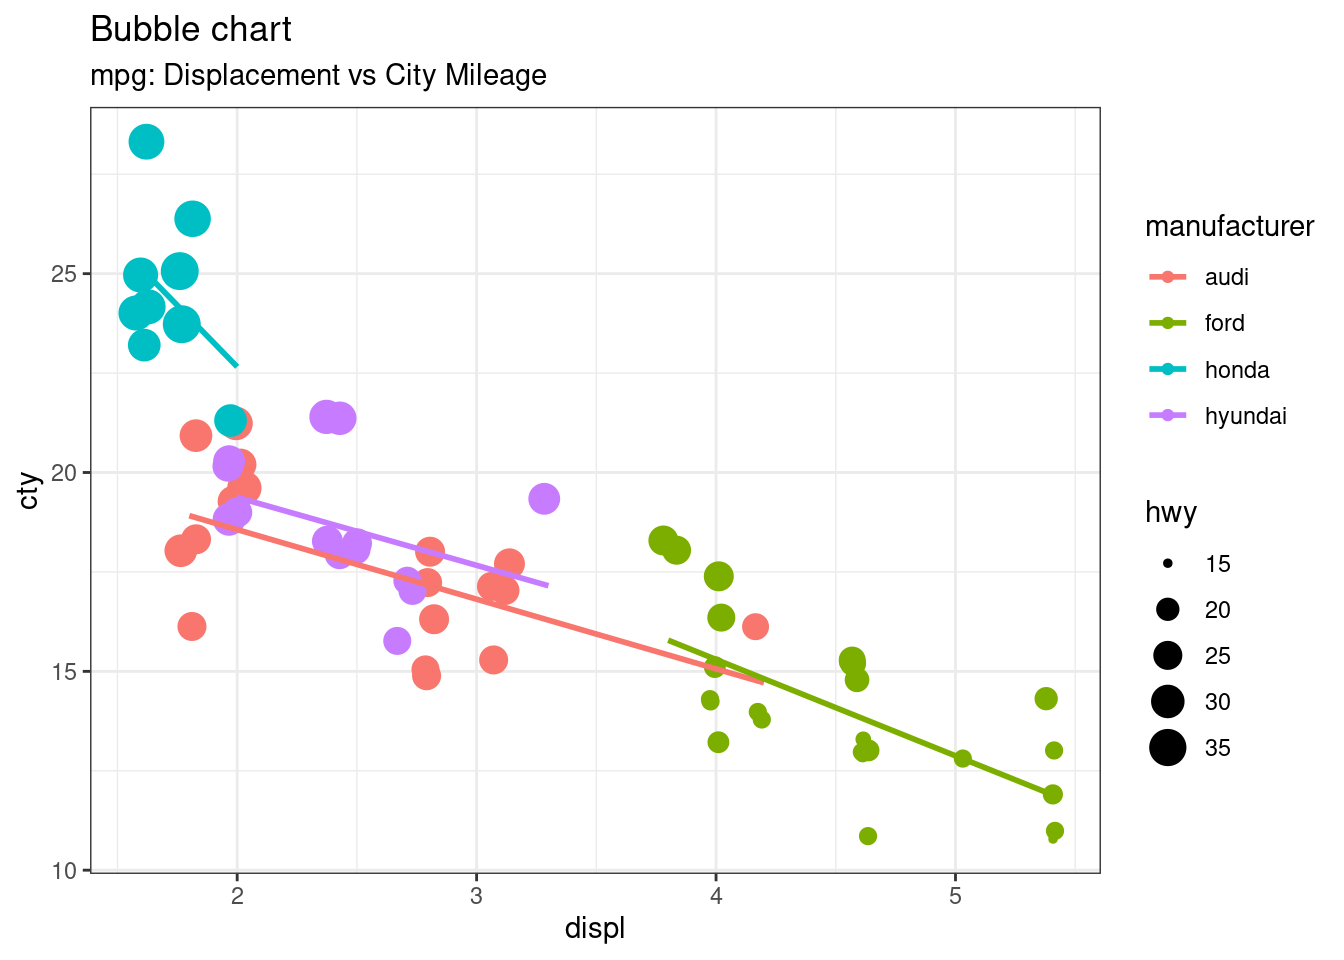 Bubble chart
mpg: Displacement vs City Mileage
cty
25
20
15
10
2
3
4
5
displ
manufacturer
audi
ford
honda
hyundai
hwy
15
20
25
30
35